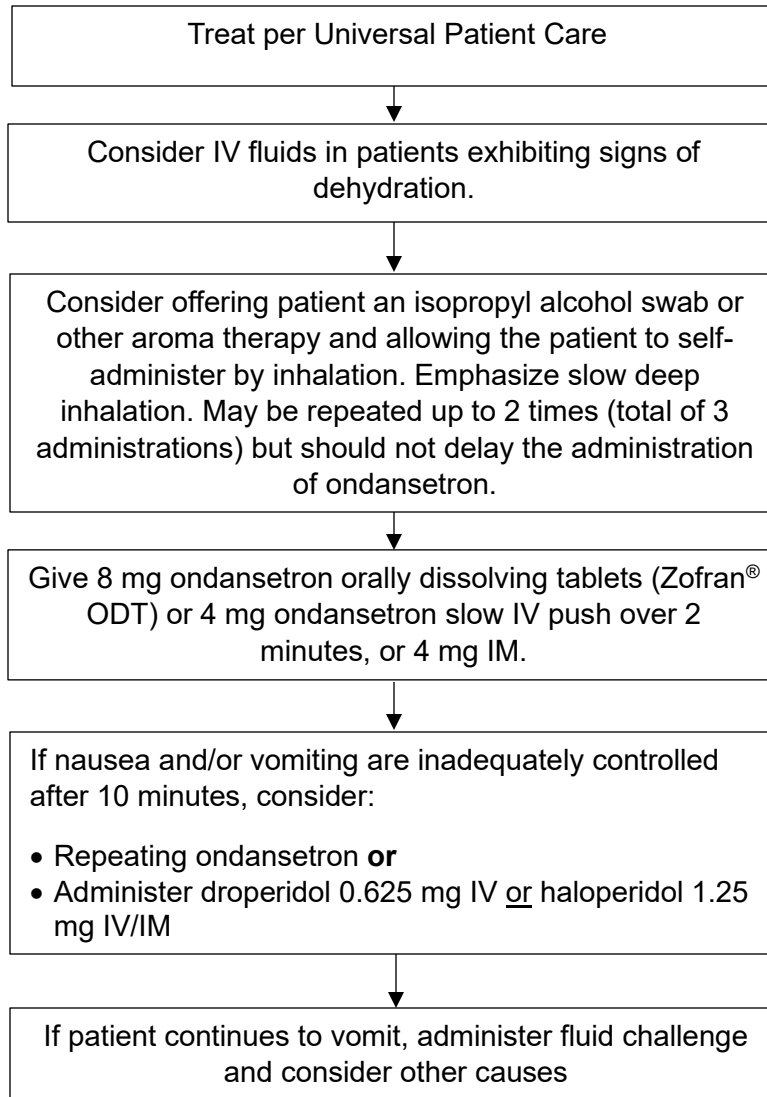 Treat per Universal Patient Care
Consider IV fluids in patients exhibiting signs of
dehydration.
Consider offering patient an isopropyl alcohol swab or
other aroma therapy and allowing the patient to self-
administer by inhalation. Emphasize slow deep
inhalation. May be repeated up to 2 times (total of 3
administrations) but should not delay the administration
of ondansetron.
Give 8 mg ondansetron orally dissolving tablets (Zofran®
ODT) or 4 mg ondansetron slow IV push over 2
minutes, or 4 mg IM.
If nausea and/or vomiting are inadequately controlled
after 10 minutes, consider:
• Repeating ondansetron or
• Administer droperidol 0.625 mg IV or haloperidol 1.25
mg IV/IM
If patient continues to vomit, administer fluid challenge
and consider other causes